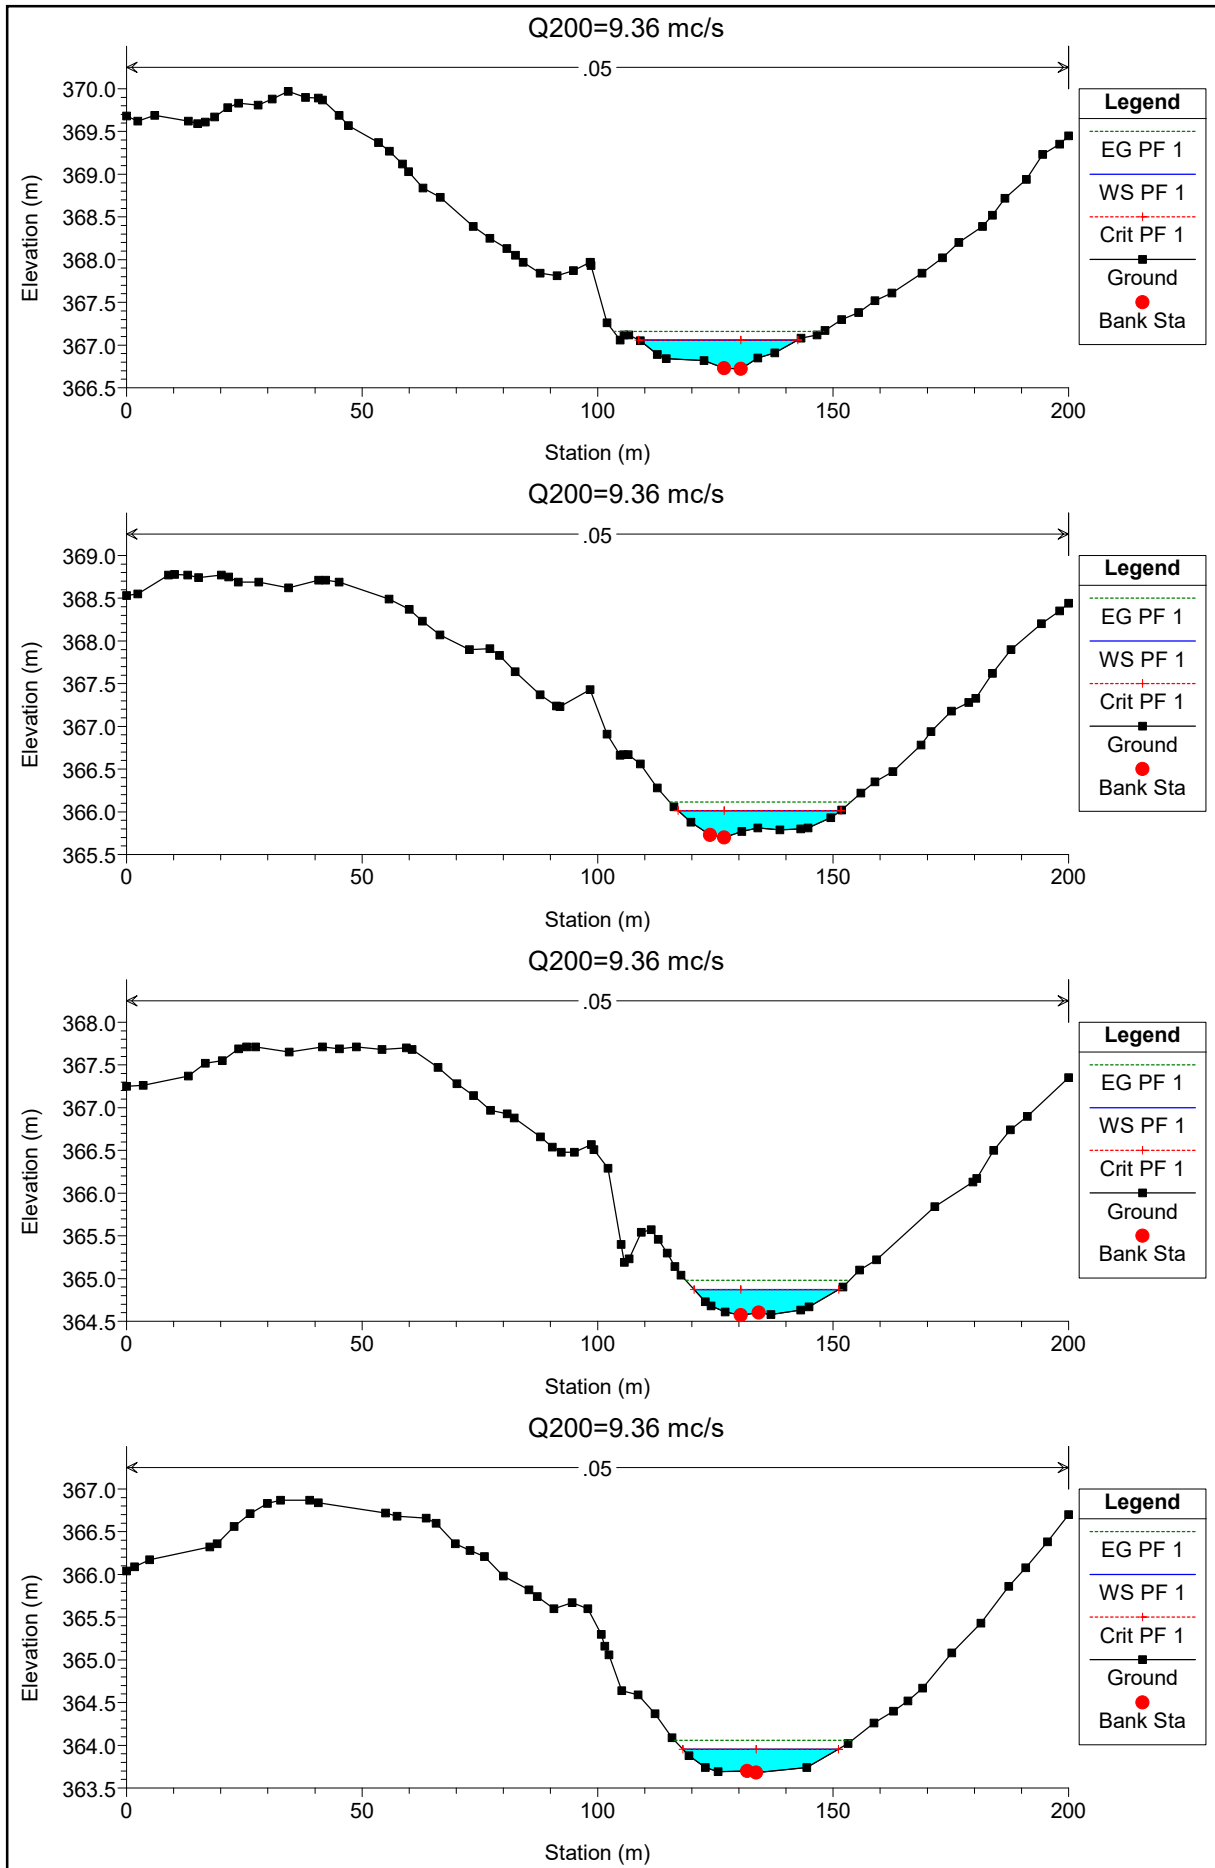 Q200=9.36 mc/s
.05
370.0
369.5
369.0
368.5
368.0
367.5
367.0
366.5
Elevation (m)
0
50
100
150
200
Station (m)
Legend
EG PF 1
WS PF 1
Crit PF 1
Ground
Bank Sta
Q200=9.36 mc/s
.05
369.0
368.5
368.0
367.5
367.0
366.5
366.0
365.5
Elevation (m)
0
50
100
150
200
Station (m)
Legend
EG PF 1
WS PF 1
Crit PF 1
Ground
Bank Sta
Q200=9.36 mc/s
.05
368.0
367.5
367.0
366.5
366.0
365.5
365.0
364.5
Elevation (m)
0
50
100
150
200
Station (m)
Legend
EG PF 1
WS PF 1
Crit PF 1
Ground
Bank Sta
Q200=9.36 mc/s
.05
367.0
366.5
366.0
365.5
365.0
364.5
364.0
363.5
Elevation (m)
0
50
100
150
200
Station (m)
Legend
EG PF 1
WS PF 1
Crit PF 1
Ground
Bank Sta